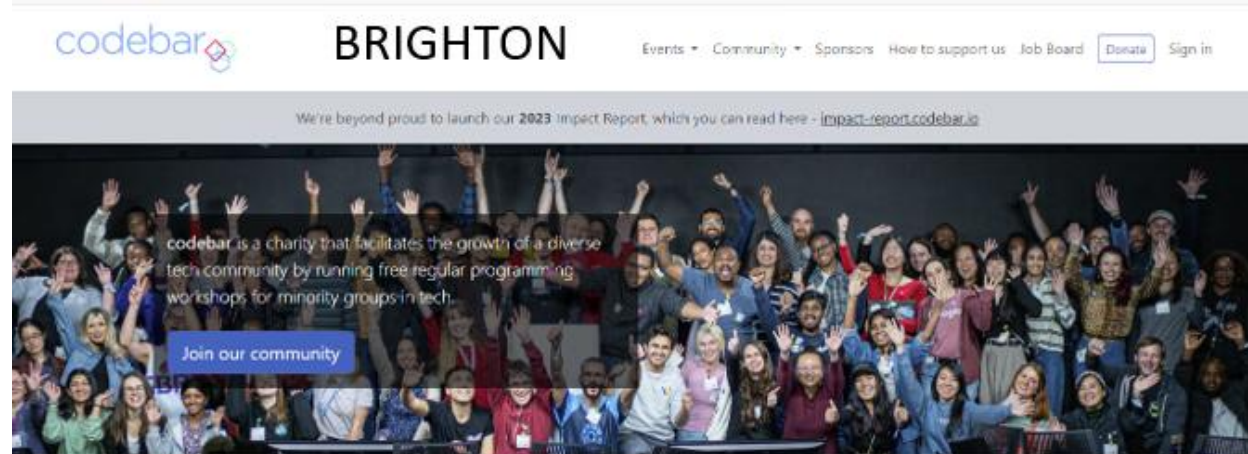 codebar
BRIGHTON
Events Community Sponsors How to support us Job Board Donate Sign in
We're beyond proud to launch our 2023 Impact Report, which you can read here - impact-report.codebar.io
codebar is a charity that facilitates the growth of a diverse
tech community by running free regular programming
workshops for minority groups in tech.
Join our community